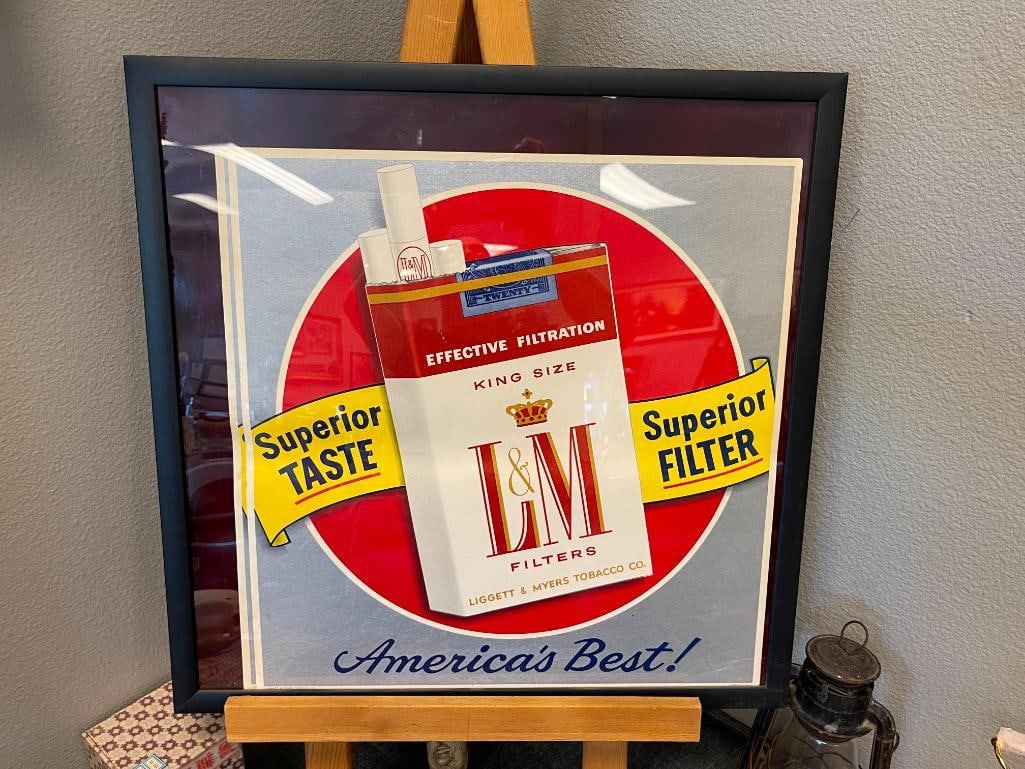 L&M
TWENTY
EFFECTIVE FILTRATION
KING SIZE
Superior
TASTE
Superior
FILTER
L&M
FILTERS
LIGGETT & MYERS TOBACCO CO.
America's Best!